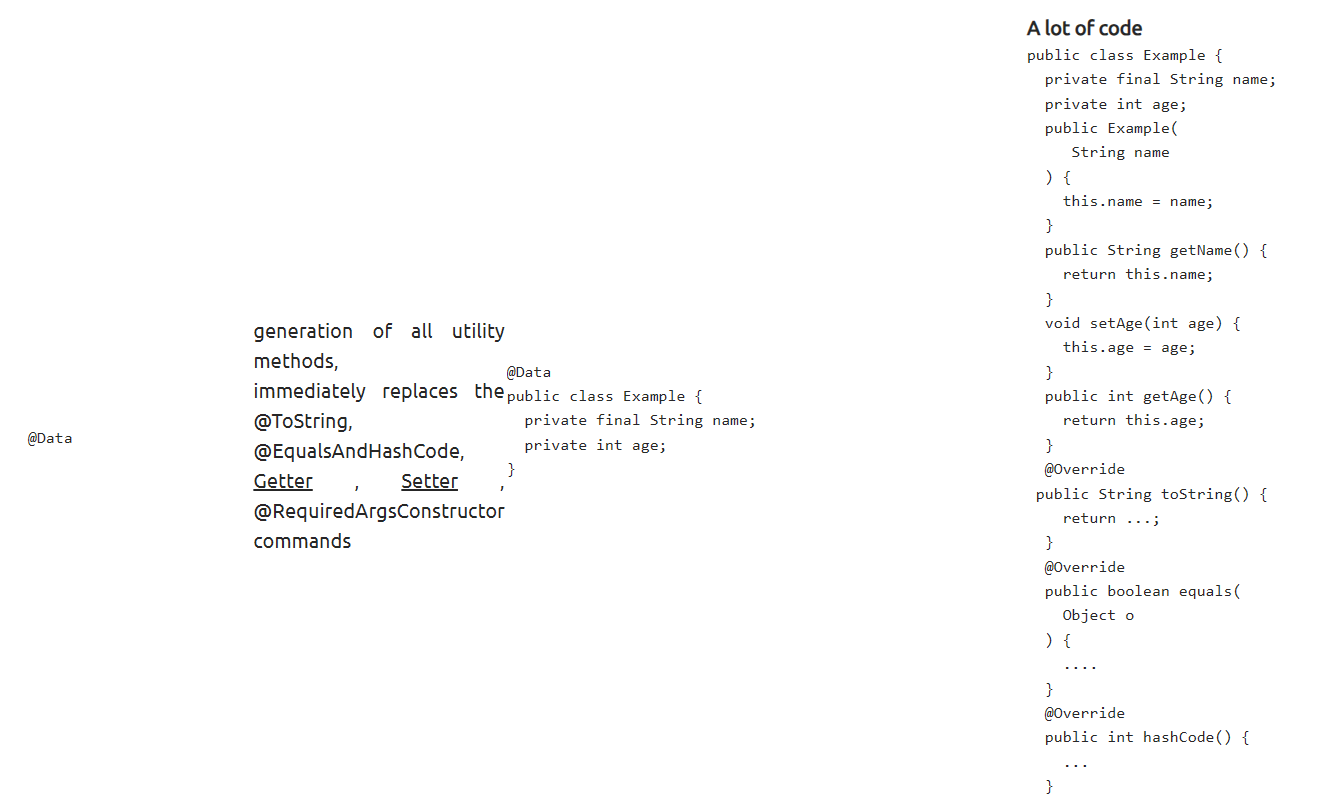 @Data
generation of all utility
methods,
immediately replaces the
@ToString,
@EqualsAndHashCode,
Getter , Setter ,
@RequiredArgsConstructor
commands
@Data
public class Example {
  private final String name;
  private int age;
}
A lot of code
public class Example {
  private final String name;
  private int age;
  public Example(
     String name
  ) {
    this.name = name;
  }
  public String getName() {
    return this.name;
  }
  void setAge(int age) {
    this.age = age;
  }
  public int getAge() {
    return this.age;
  }
  @Override
 public String toString() {
    return ...;
  }
  @Override
  public boolean equals(
    Object o
  ) {
    ....
  }
  @Override
  public int hashCode() {
    ...
  }